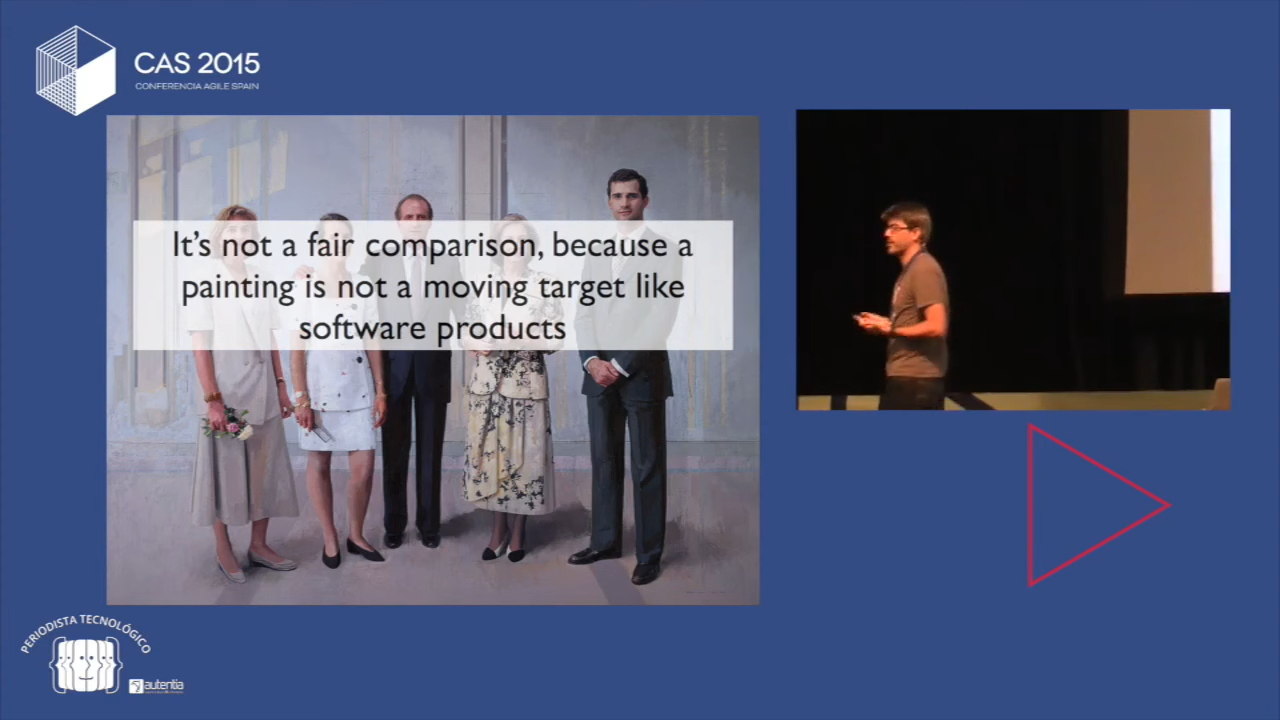 CAS 2015
CONFERENCIA AGILE SPAIN
It's not a fair comparison, because a
painting is not a moving target like
software products
PERIODISTA TECNOLÓGICO
autentia